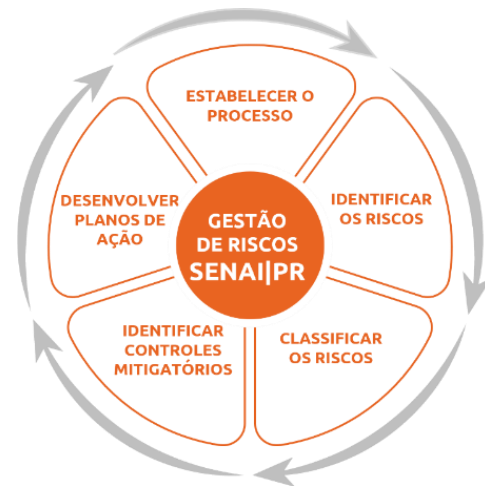 ESTABELECER O
PROCESSO
IDENTIFICAR
OS RISCOS
CLASSIFICAR
OS RISCOS
IDENTIFICAR
CONTROLES
MITIGATÓRIOS
DESENVOLVER
PLANOS DE
AÇÃO
GESTÃO
DE RISCOS
SENAI|PR